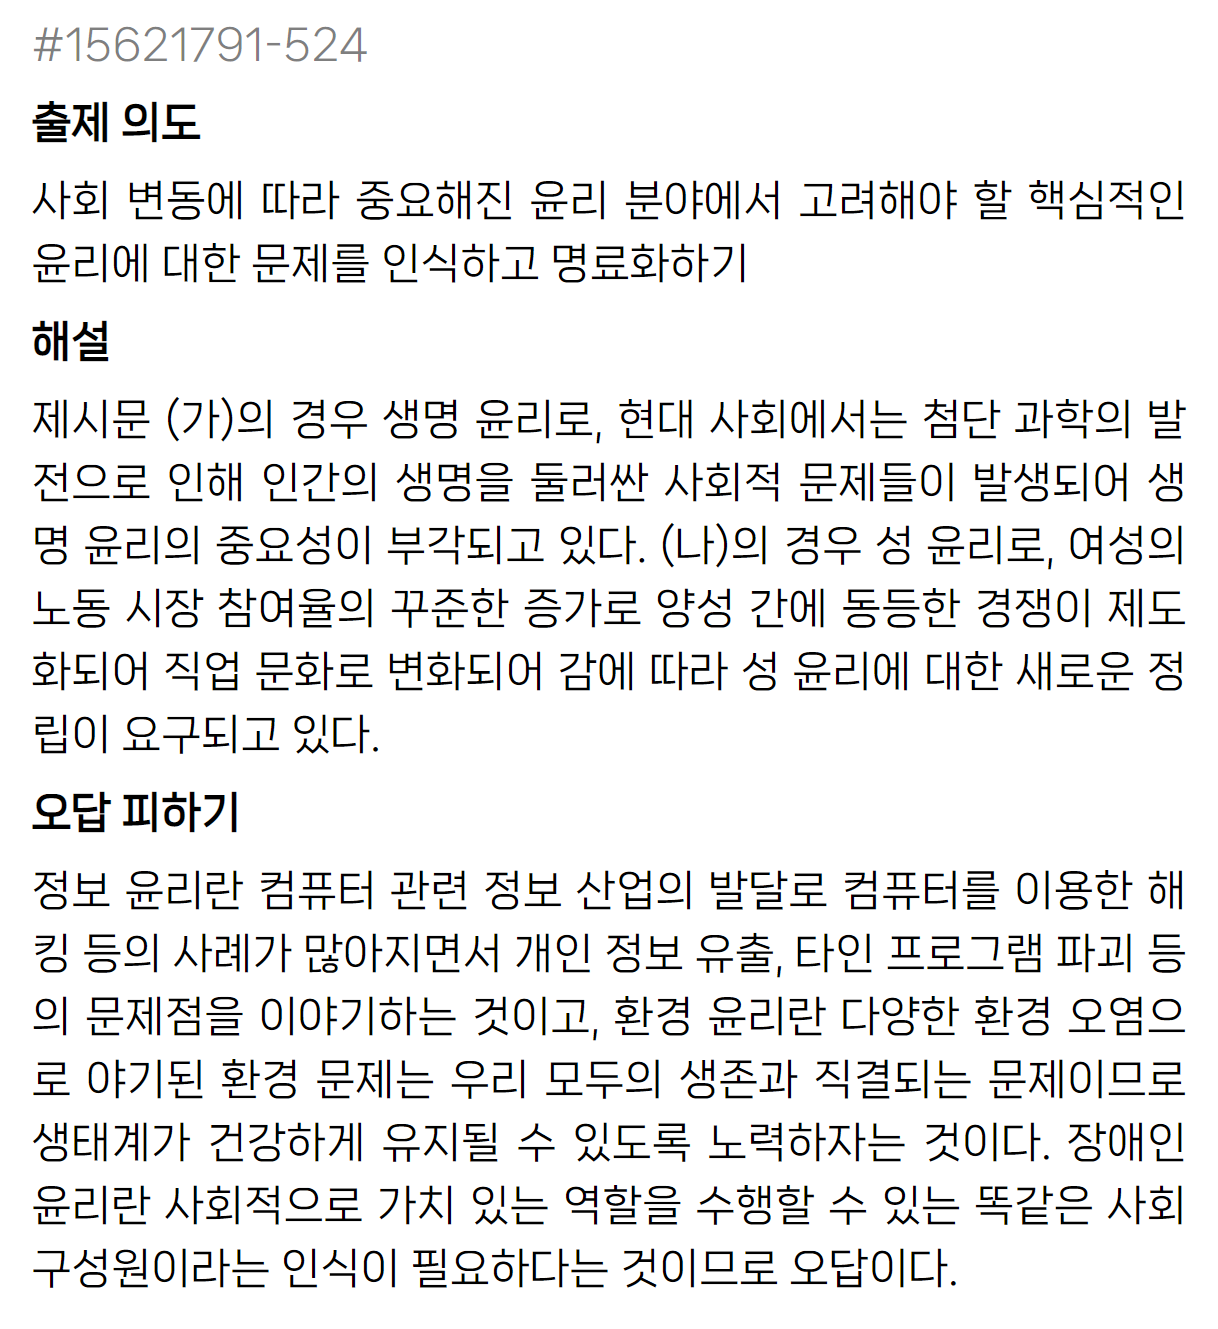 #15621791-524
출제 의도
사회 변동에 따라 중요해진 윤리 분야에서 고려해야 할 핵심적인
윤리에 대한 문제를 인식하고 명료화하기
해설
제시문 (가)의 경우 생명 윤리로, 현대 사회에서는 첨단 과학의 발
전으로 인해 인간의 생명을 둘러싼 사회적 문제들이 발생되어 생
명 윤리의 중요성이 부각되고 있다. (나)의 경우 성 윤리로, 여성의
노동 시장 참여율의 꾸준한 증가로 양성 간에 동등한 경쟁이 제도
화되어 직업 문화로 변화되어 감에 따라 성 윤리에 대한 새로운 정
립이 요구되고 있다.
오답 피하기
정보 윤리란 컴퓨터 관련 정보 산업의 발달로 컴퓨터를 이용한 해
킹 등의 사례가 많아지면서 개인 정보 유출, 타인 프로그램 파괴 등
의 문제점을 이야기하는 것이고, 환경 윤리란 다양한 환경 오염으
로 야기된 환경 문제는 우리 모두의 생존과 직결되는 문제이므로
생태계가 건강하게 유지될 수 있도록 노력하자는 것이다. 장애인
윤리란 사회적으로 가치 있는 역할을 수행할 수 있는 똑같은 사회
구성원이라는 인식이 필요하다는 것이므로 오답이다.